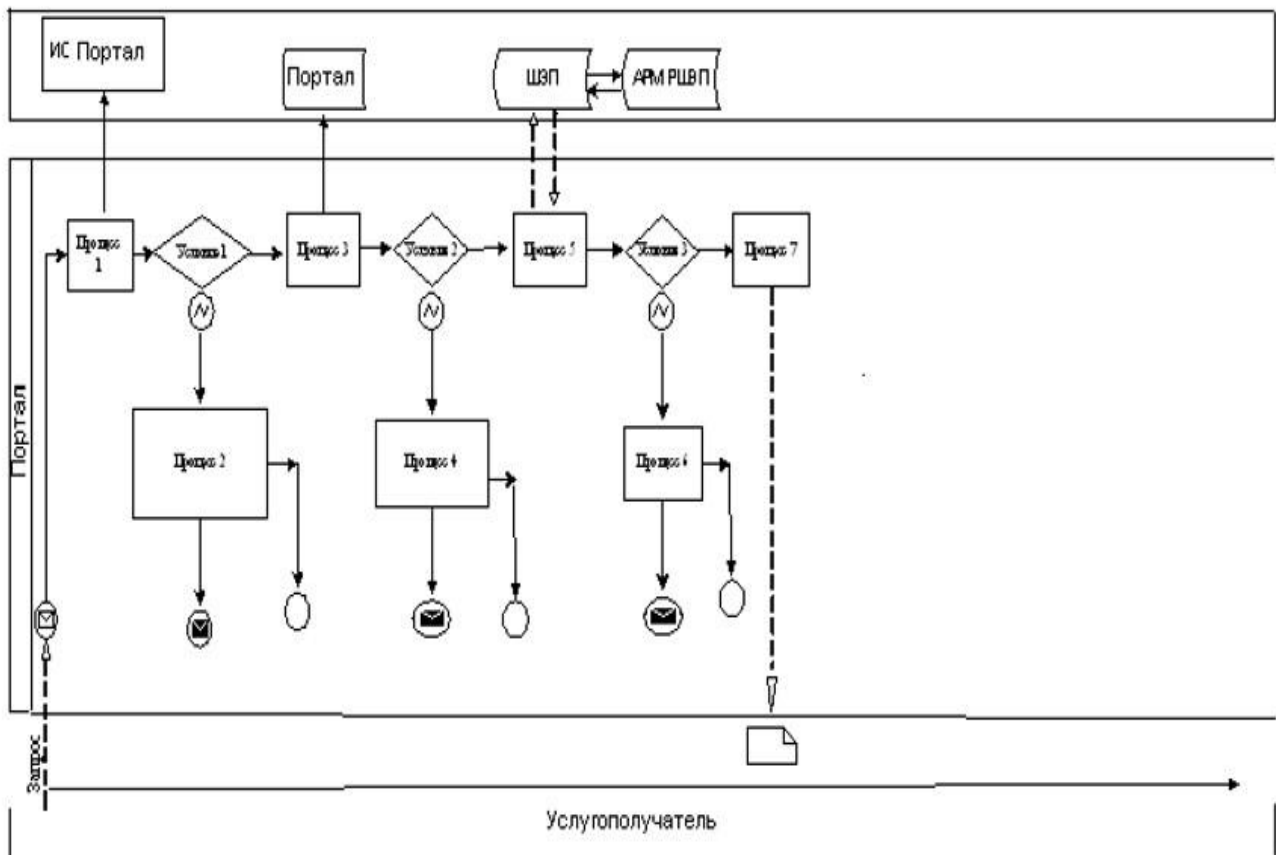 ИС Портал
Портал
ШЭП
АРМ РШЭП
Процесс 1
Условие 1
Процесс 3
Условие 2
Процесс 5
Условие 3
Процесс 7
Процесс 2
Процесс 4
Процесс 6
Портал
Запрос
Услугополучатель